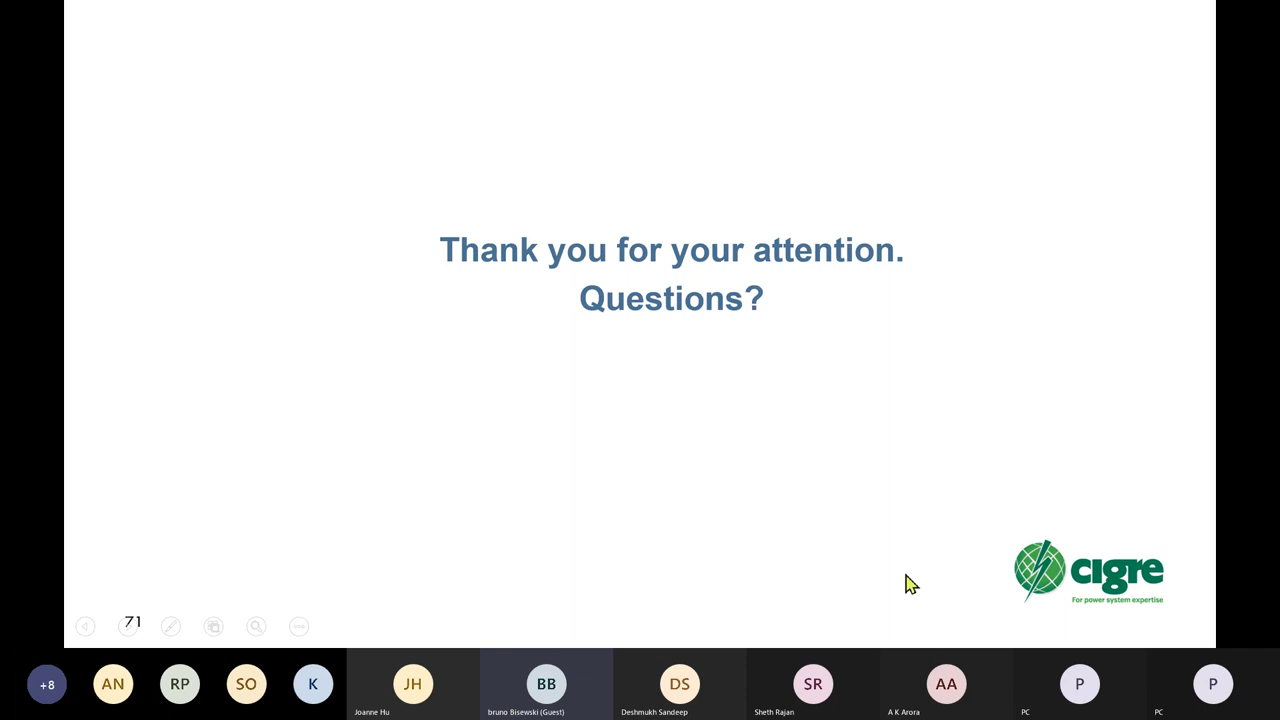 Thank you for your attention.
Questions?
cigre
For power system expertise
71
+8
AN
RP
SO
K
JH
BB
DS
SR
AA
P
P
Joanne Hu
bruno Bisewski (Guest)
Deshmukh Sandeep
Sheth Rajan
A K Arora
PC
PC